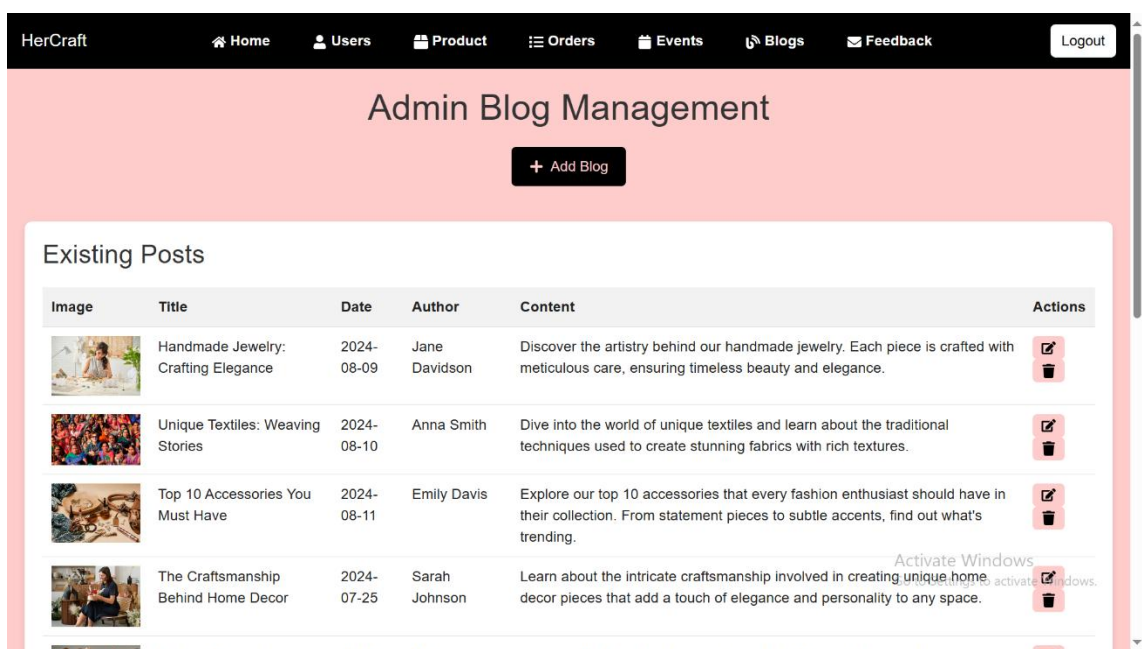 HerCraft Home Users Product Orders Events Blogs Feedback Logout
Admin Blog Management
Add Blog
Existing Posts
Image Title Date Author Content Actions
Handmade Jewelry: 2024- Jane Discover the artistry behind our handmade jewelry. Each piece is crafted with
Crafting Elegance 08-09 Davidson meticulous care, ensuring timeless beauty and elegance.
Unique Textiles: Weaving 2024- Anna Smith Dive into the world of unique textiles and learn about the traditional
Stories 08-10 techniques used to create stunning fabrics with rich textures.
Top 10 Accessories You 2024- Emily Davis Explore our top 10 accessories that every fashion enthusiast should have in
Must Have 08-11 their collection. From statement pieces to subtle accents, find out what's
trending.
Activate Windows
The Craftsmanship 2024- Sarah Learn about the intricate craftsmanship involved in creating unique home
Behind Home Decor 07-25 Johnson decor pieces that add a touch of elegance and personality to any space.
Go to Settings to activate Windows.